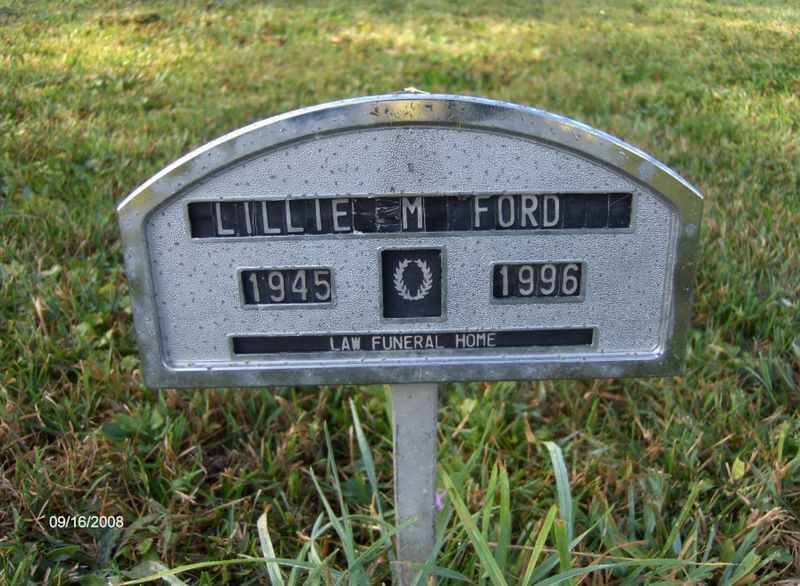 LILLIE M FORD
1945 1996
LAW FUNERAL HOME
09/16/2008